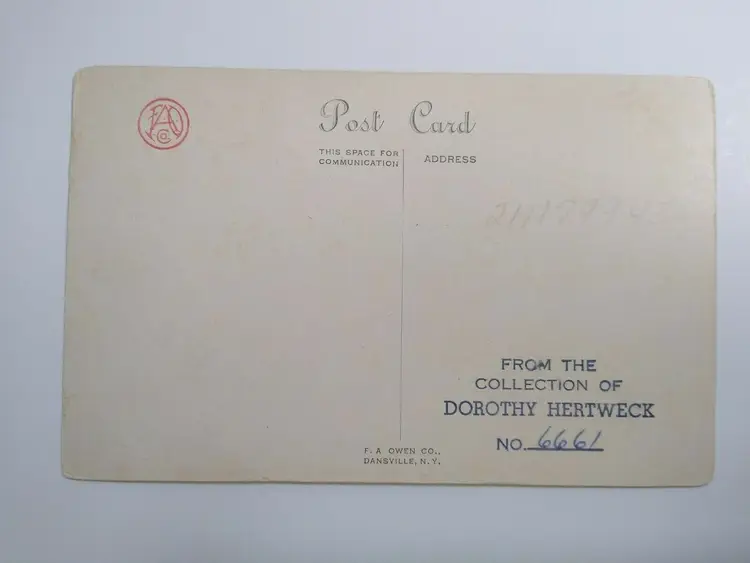 Post Card
THIS SPACE FOR
COMMUNICATION
ADDRESS
FROM THE
COLLECTION OF
DOROTHY HERTWECK
NO. 6661
F. A OWEN CO.,
DANSVILLE, N.Y.